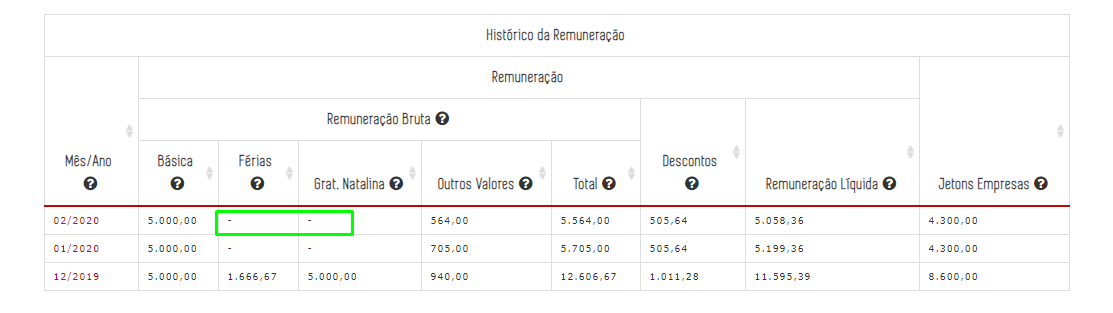 Histórico da Remuneração
Remuneração
Remuneração Bruta ?
Mês/Ano ?
Básica ?
Férias ?
Grat. Natalina ?
Outros Valores ?
Total ?
Descontos ?
Remuneração Líquida ?
Jetons Empresas ?
02/2020 5.000,00 - - 564,00 5.564,00 505,64 5.058,36 4.300,00
01/2020 5.000,00 - - 705,00 5.705,00 505,64 5.199,36 4.300,00
12/2019 5.000,00 1.666,67 5.000,00 940,00 12.606,67 1.011,28 11.595,39 8.600,00